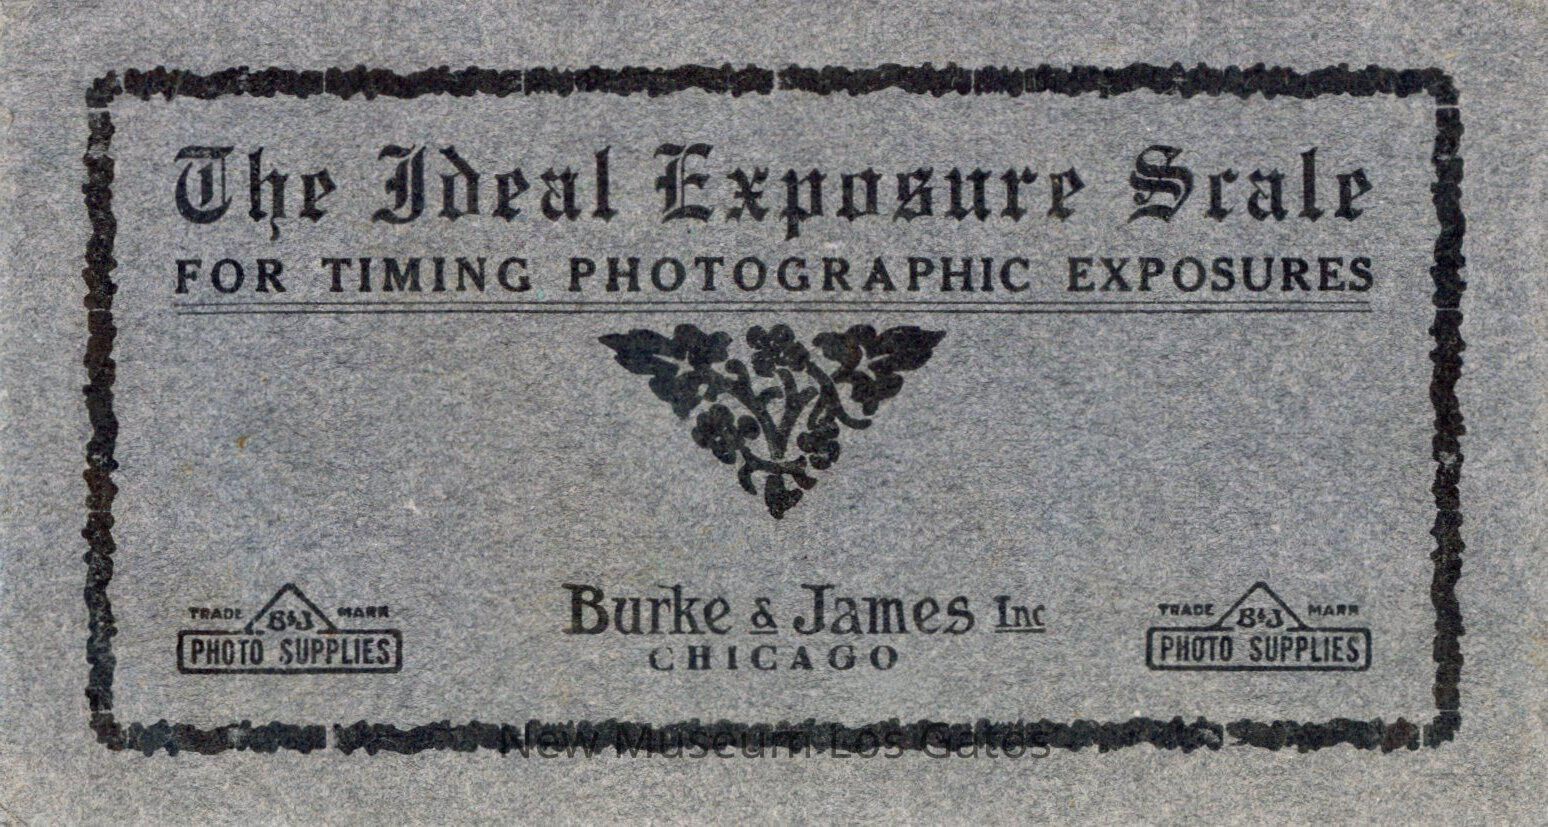 The Ideal Exposure Scale
FOR TIMING PHOTOGRAPHIC EXPOSURES
TRADE B&J MARK
PHOTO SUPPLIES
Burke & James Inc
CHICAGO
TRADE B&J MARK
PHOTO SUPPLIES
New Museum Los Gatos